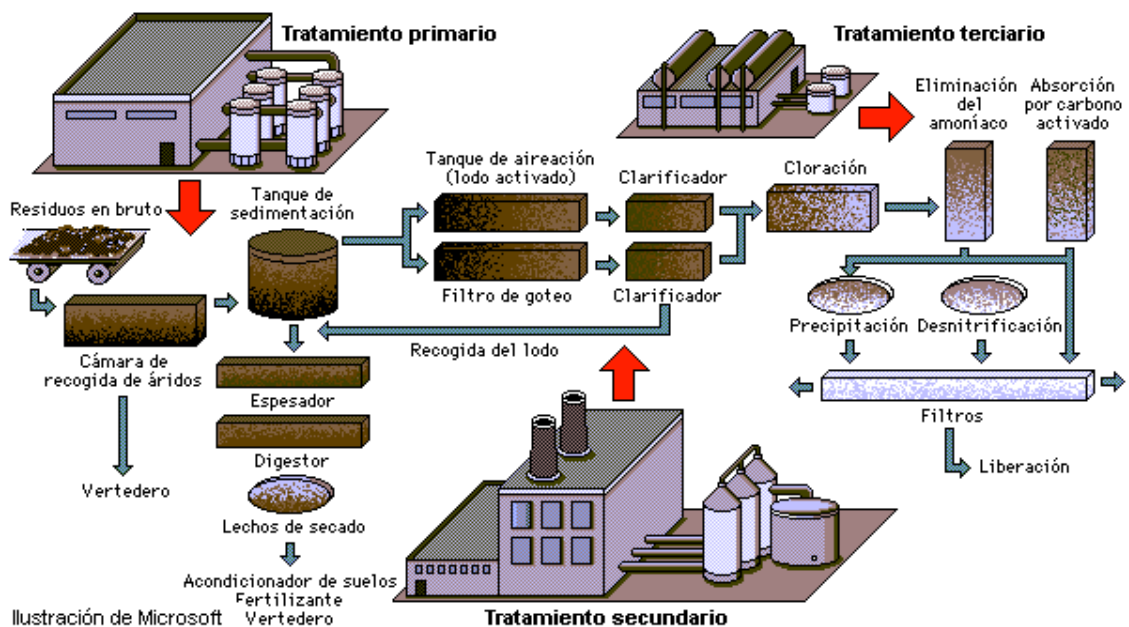 Tratamiento primario
Tratamiento terciario
Eliminación
del
amoníaco
Absorción
por carbono
activado
Residuos en bruto
Tanque de
sedimentación
Tanque de aireación
(lodo activado)
Clarificador
Cloración
Filtro de goteo
Clarificador
Precipitación
Desnitrificación
Recogida del lodo
Cámara de
recogida de áridos
Espesador
Filtros
Digestor
Liberación
Vertedero
Lechos de secado
Acondicionador de suelos
Fertilizante
Vertedero
Ilustración de Microsoft
Tratamiento secundario